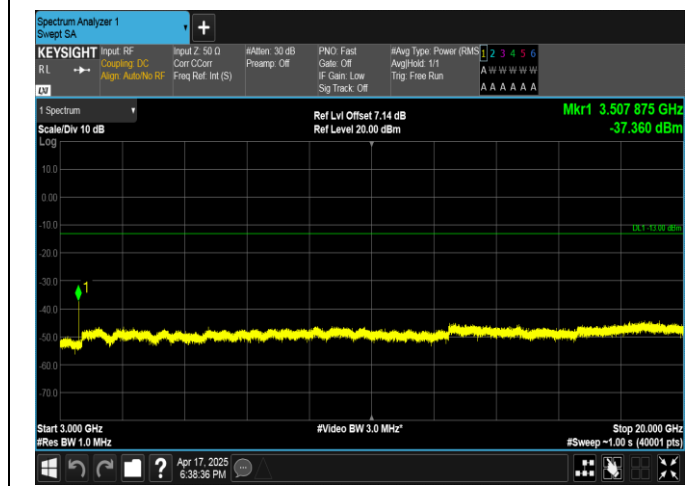 Spectrum Analyzer 1
Swept SA
+
KEYSIGHT
RL
LXI
Input: RF
Coupling: DC
Align: Auto/No RF
Input Z: 50 Ω
Corr CCorr
Freq Ref: Int (S)
#Atten: 30 dB
Preamp: Off
PNO: Fast
Gate: Off
IF Gain: Low
Sig Track: Off
#Avg Type: Power (RMS
Avg|Hold: 1/1
Trig: Free Run
1 2 3 4 5 6
A W W W W W
A A A A A A
1 Spectrum
Scale/Div 10 dB
Log
Ref Lvl Offset 7.14 dB
Ref Level 20.00 dBm
Mkr1 3.507 875 GHz
-37.360 dBm
10.0
0.00
-10.0
DL1 -13.00 dBm
-20.0
-30.0
1
-40.0
-50.0
-60.0
-70.0
Start 3.000 GHz
#Res BW 1.0 MHz
#Video BW 3.0 MHz*
Stop 20.000 GHz
#Sweep ~1.00 s (40001 pts)
?
Apr 17, 2025
6:38:36 PM